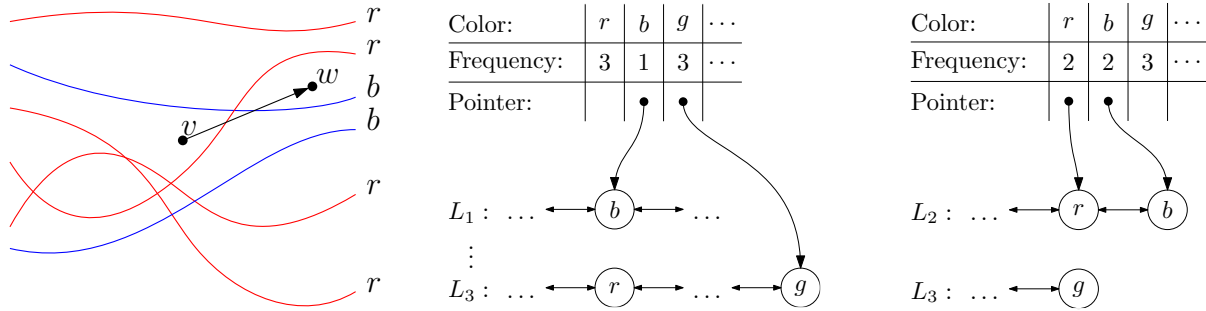 r
r
w
b
v
b
r
r
Color: r b g ...
Frequency: 3 1 3 ...
Pointer:
L₁ : ... b ...
⋮
L₃ : ... r ... g
Color: r b g ...
Frequency: 2 2 3 ...
Pointer:
L₂ : ... r b
L₃ : ... g